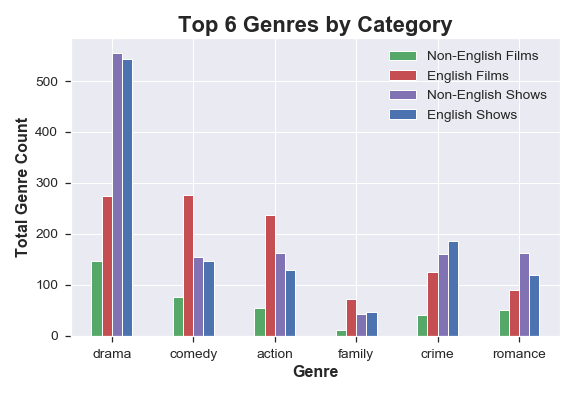 Top 6 Genres by Category
Non-English Films
English Films
Non-English Shows
English Shows
Total Genre Count
500
400
300
200
100
0
drama comedy action family crime romance
Genre